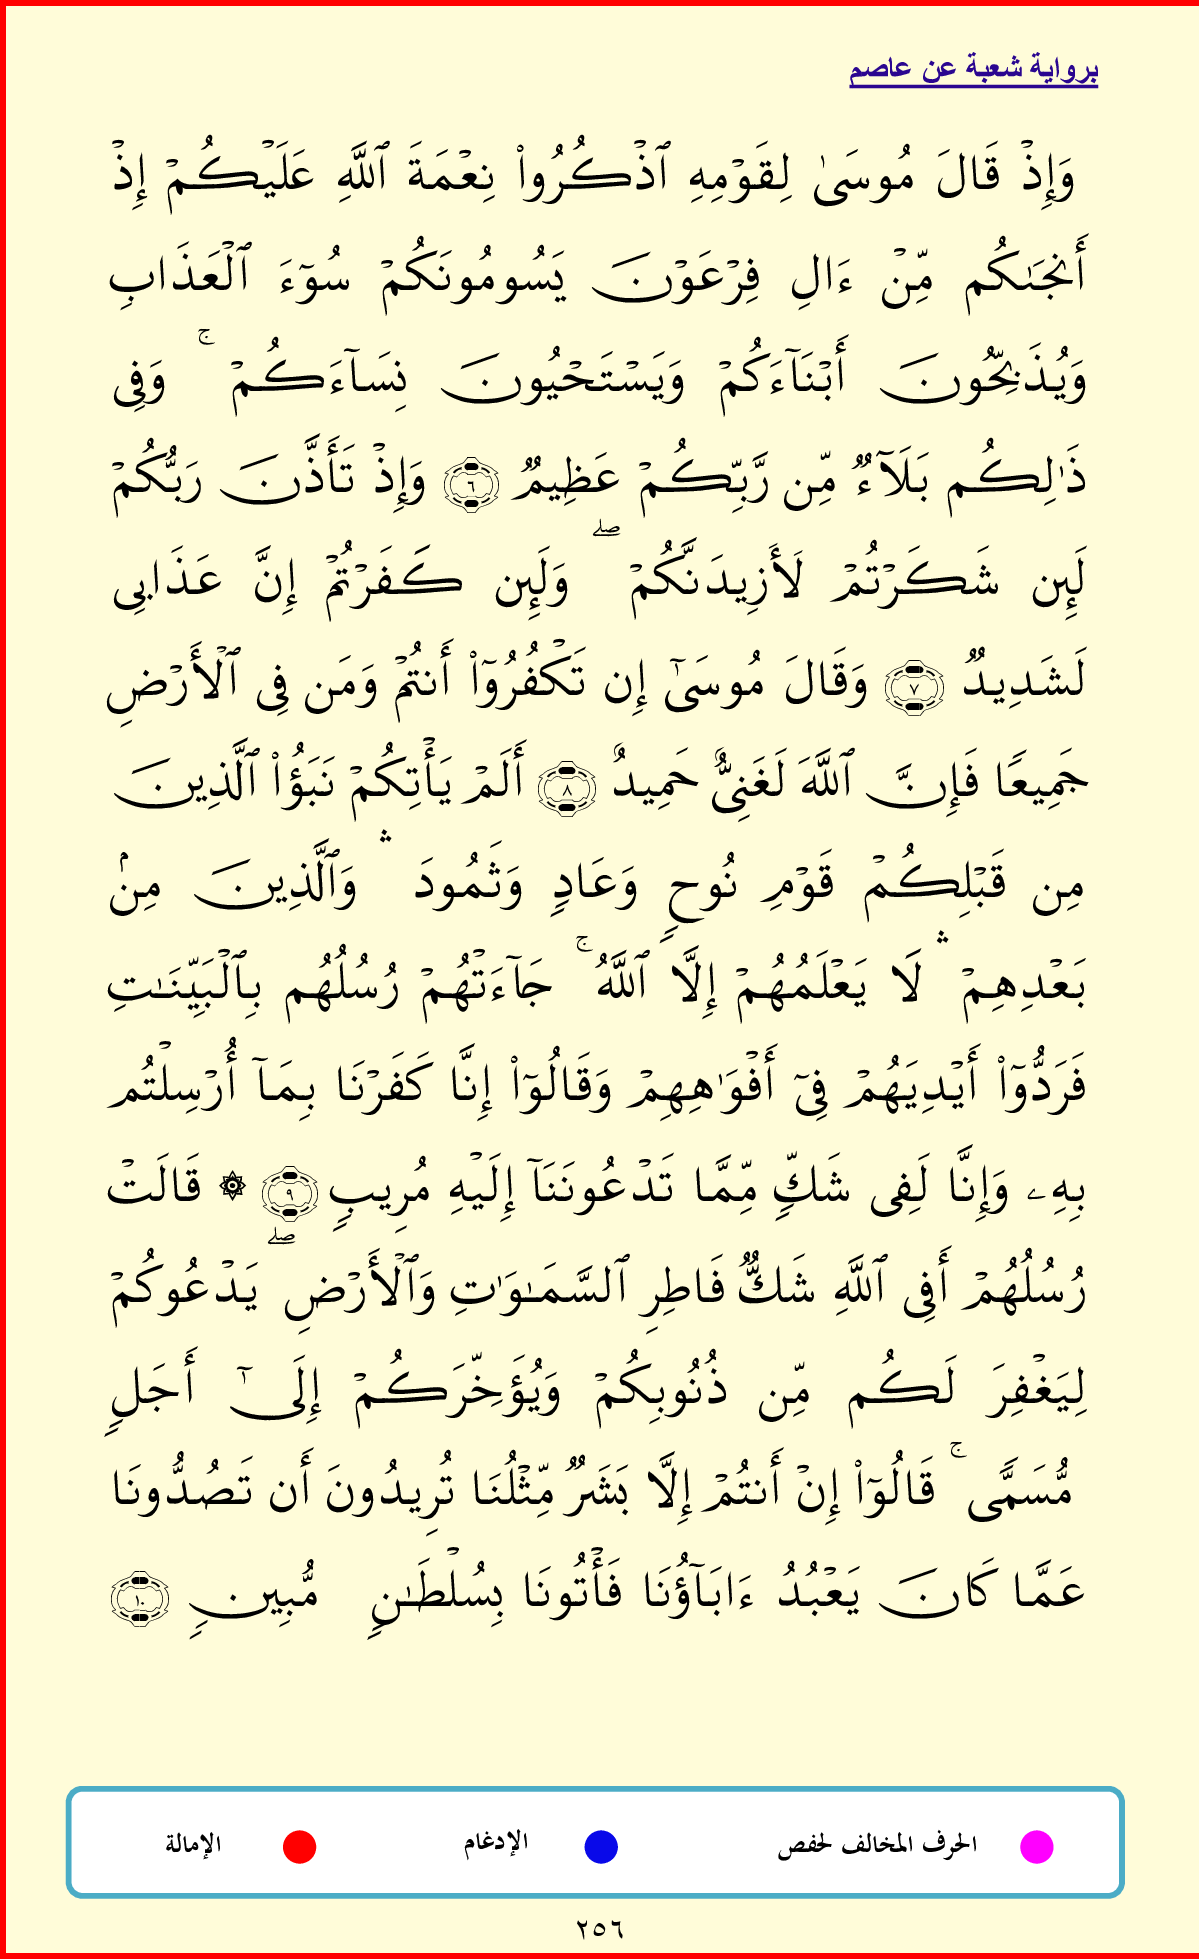 برواية شعبة عن عاصم
وَإِذۡ قَالَ مُوسَىٰ لِقَوۡمِهِ ٱذۡكُرُواْ نِعۡمَةَ ٱللَّهِ عَلَيۡكُمۡ إِذۡ
أَنجَىٰكُم مِّنۡ ءَالِ فِرۡعَوۡنَ يَسُومُونَكُمۡ سُوٓءَ ٱلۡعَذَابِ
وَيُذَبِّحُونَ أَبۡنَآءَكُمۡ وَيَسۡتَحۡيُونَ نِسَآءَكُمۡۚ وَفِي
ذَٰلِكُم بَلَآءٞ مِّن رَّبِّكُمۡ عَظِيمٞ ٦ وَإِذۡ تَأَذَّنَ رَبُّكُمۡ
لَئِن شَكَرۡتُمۡ لَأَزِيدَنَّكُمۡۖ وَلَئِن كَفَرۡتُمۡ إِنَّ عَذَابِي
لَشَدِيدٞ ٧ وَقَالَ مُوسَىٰٓ إِن تَكۡفُرُوٓاْ أَنتُمۡ وَمَن فِي ٱلۡأَرۡضِ
جَمِيعٗا فَإِنَّ ٱللَّهَ لَغَنِيٌّ حَمِيدٌ ٨ أَلَمۡ يَأۡتِكُمۡ نَبَؤُاْ ٱلَّذِينَ
مِن قَبۡلِكُمۡ قَوۡمِ نُوحٖ وَعَادٖ وَثَمُودَۛ وَٱلَّذِينَ مِنۢ
بَعۡدِهِمۡۛ لَا يَعۡلَمُهُمۡ إِلَّا ٱللَّهُۚ جَآءَتۡهُمۡ رُسُلُهُم بِٱلۡبَيِّنَٰتِ
فَرَدُّوٓاْ أَيۡدِيَهُمۡ فِيٓ أَفۡوَٰهِهِمۡ وَقَالُوٓاْ إِنَّا كَفَرۡنَا بِمَآ أُرۡسِلۡتُم
بِهِۦ وَإِنَّا لَفِي شَكّٖ مِّمَّا تَدۡعُونَنَآ إِلَيۡهِ مُرِيبٖ ٩ ۞ قَالَتۡ
رُسُلُهُمۡ أَفِي ٱللَّهِ شَكّٞ فَاطِرِ ٱلسَّمَٰوَٰتِ وَٱلۡأَرۡضِۖ يَدۡعُوكُمۡ
لِيَغۡفِرَ لَكُم مِّن ذُنُوبِكُمۡ وَيُؤَخِّرَكُمۡ إِلَىٰٓ أَجَلٖ
مُّسَمّٗىۚ قَالُوٓاْ إِنۡ أَنتُمۡ إِلَّا بَشَرٞ مِّثۡلُنَا تُرِيدُونَ أَن تَصُدُّونَا
عَمَّا كَانَ يَعۡبُدُ ءَابَآؤُنَا فَأۡتُونَا بِسُلۡطَٰنٖ مُّبِينٖ ١٠
الحرف المخالف لحفص الإدغام الإمالة
٢٥٦